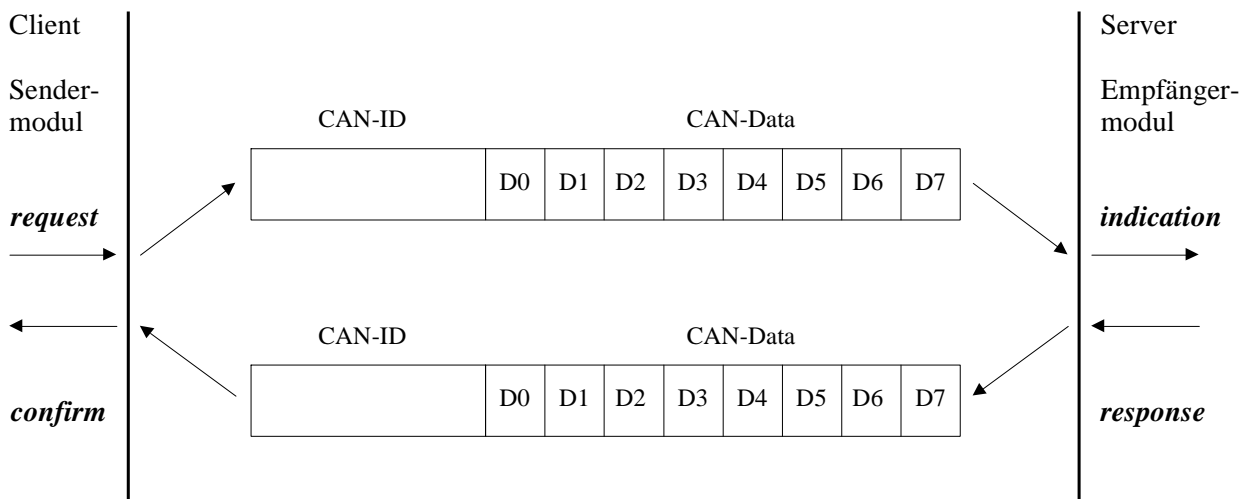 Client
Sender-
modul
request
confirm
CAN-ID CAN-Data
D0 D1 D2 D3 D4 D5 D6 D7
CAN-ID CAN-Data
D0 D1 D2 D3 D4 D5 D6 D7
Server
Empfänger-
modul
indication
response